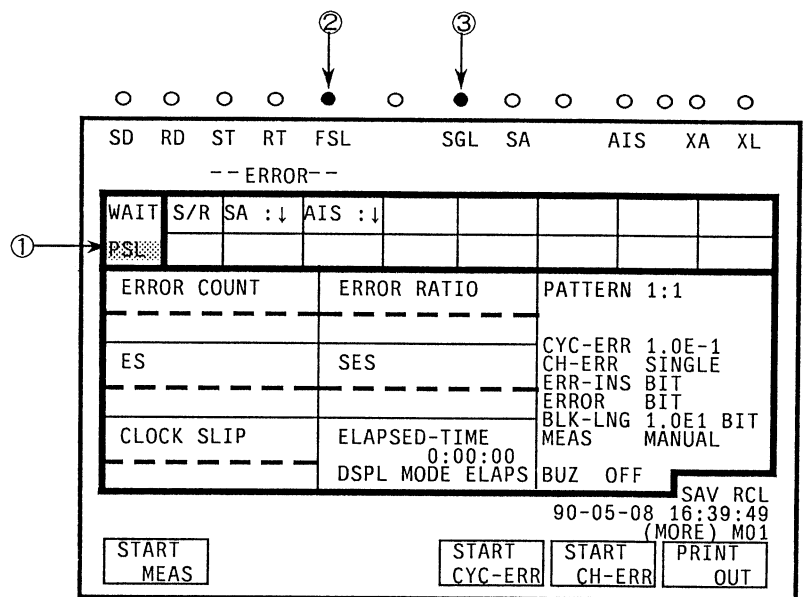 ② ③
SD RD ST RT FSL SGL SA AIS XA XL
--ERROR--
WAIT S/R SA :↓ AIS :↓
① PSL
ERROR COUNT ERROR RATIO PATTERN 1:1
CYC-ERR 1.0E-1
ES SES CH-ERR SINGLE
ERR-INS BIT
ERROR BIT
BLK-LNG 1.0E1 BIT
CLOCK SLIP ELAPSED-TIME MEAS MANUAL
0:00:00
DSPL MODE ELAPS BUZ OFF
SAV RCL
90-05-08 16:39:49
(MORE) M01
START START START PRINT
MEAS CYC-ERR CH-ERR OUT